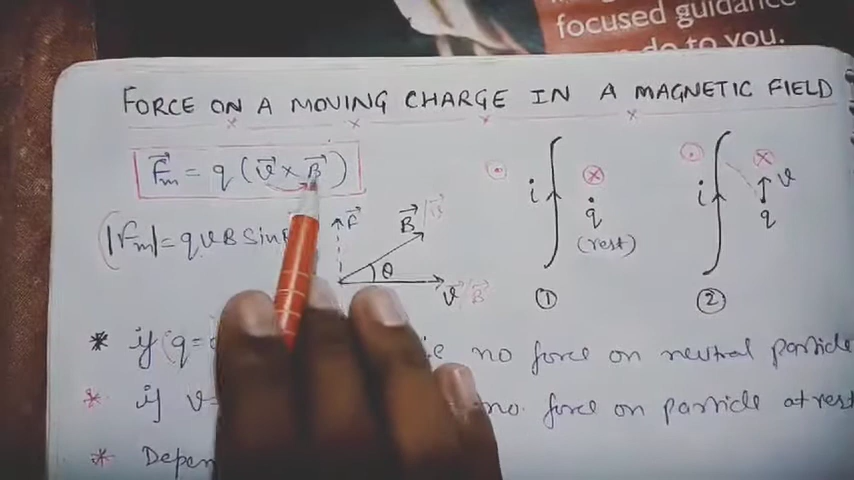 focused guidance
do to you.
FORCE ON A MOVING CHARGE IN A MAGNETIC FIELD
F⃗m = q(v⃗ × B⃗)
|Fm| = qvB Sin
F⃗
B⃗/v⃗
θ
v⃗/B⃗
i
q
(rest)
①
i
v
q
②
* if (q=
no force on neutral particle
* if v=
no force on particle at rest
* Depen